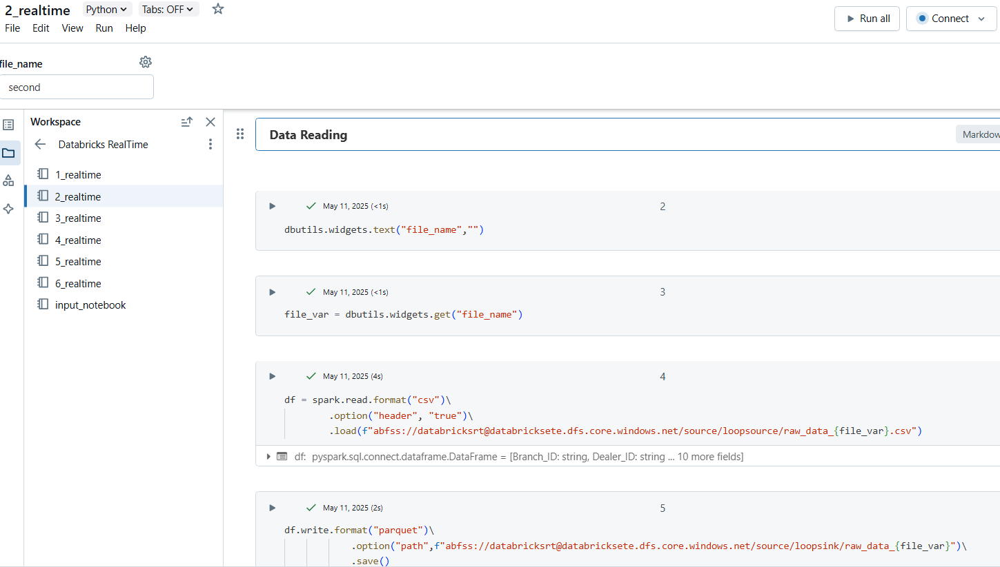 2_realtime Python Tabs: OFF
File Edit View Run Help
Run all
Connect
file_name
second
Workspace
Databricks RealTime
1_realtime
2_realtime
3_realtime
4_realtime
5_realtime
6_realtime
input_notebook
Data Reading
Markdow
May 11, 2025 (<1s)
2
dbutils.widgets.text("file_name","")
May 11, 2025 (<1s)
3
file_var = dbutils.widgets.get("file_name")
May 11, 2025 (4s)
4
df = spark.read.format("csv")\
.option("header", "true")\
.load(f"abfss://databricksrt@databricksete.dfs.core.windows.net/source/loopsource/raw_data_{file_var}.csv")
df: pyspark.sql.connect.dataframe.DataFrame = [Branch_ID: string, Dealer_ID: string ... 10 more fields]
May 11, 2025 (2s)
5
df.write.format("parquet")\
.option("path",f"abfss://databricksrt@databricksete.dfs.core.windows.net/source/loopsink/raw_data_{file_var}")\
.save()